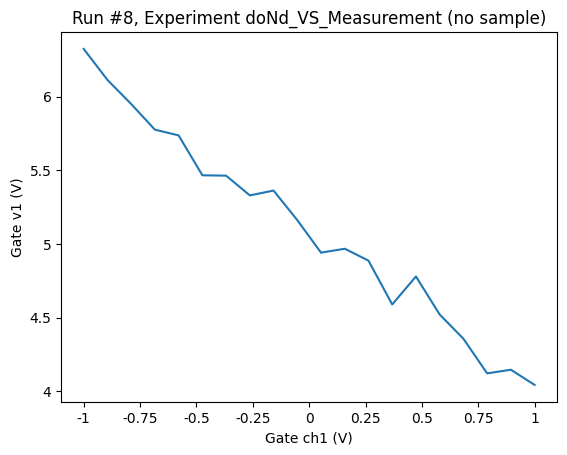 Run #8, Experiment doNd_VS_Measurement (no sample)
6
5.5
5
4.5
4
Gate v1 (V)
-1 -0.75 -0.5 -0.25 0 0.25 0.5 0.75 1
Gate ch1 (V)